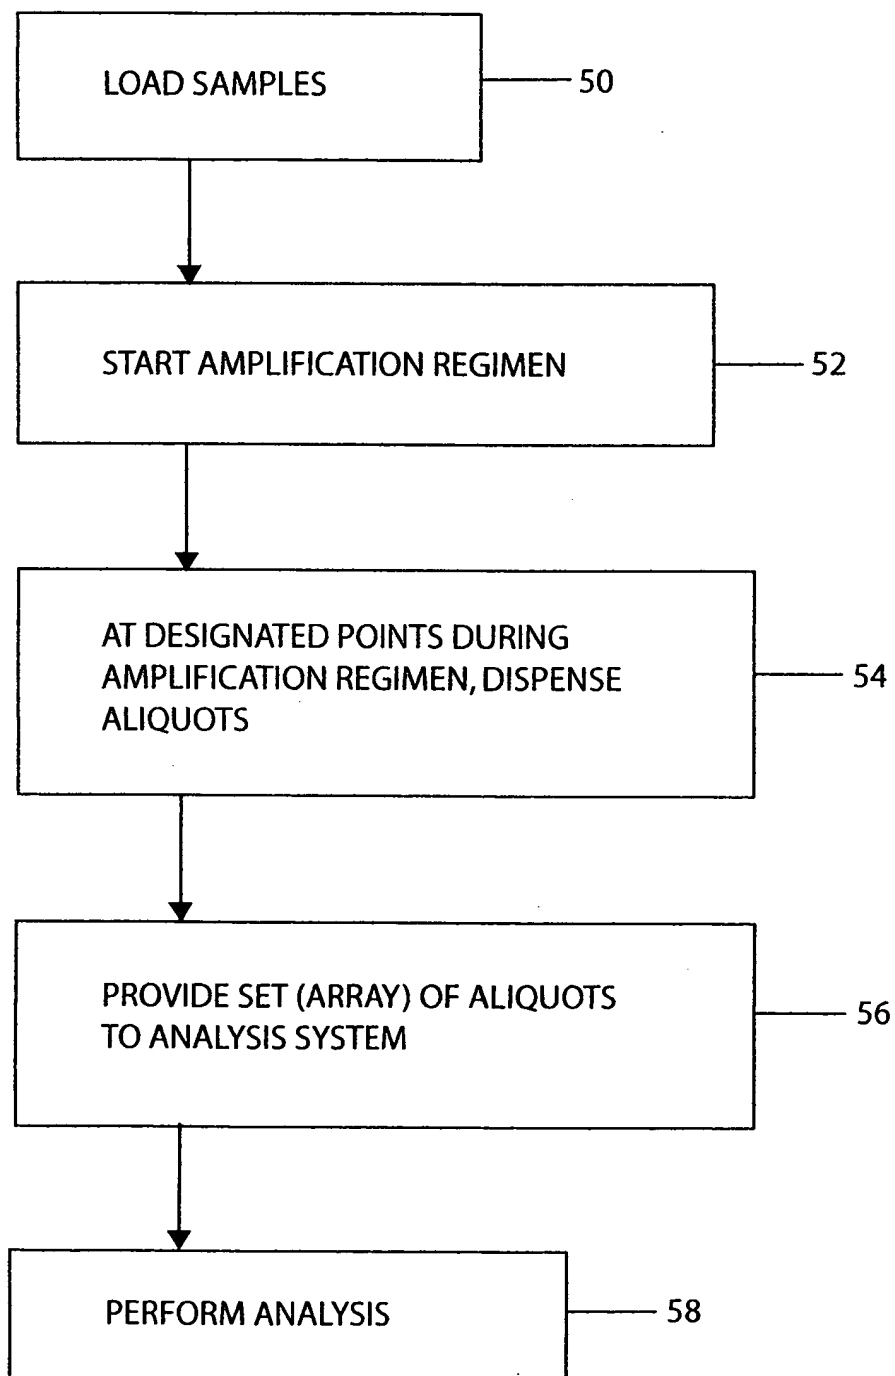 LOAD SAMPLES
50
START AMPLIFICATION REGIMEN
52
AT DESIGNATED POINTS DURING
AMPLIFICATION REGIMEN, DISPENSE
ALIQUOTS
54
PROVIDE SET (ARRAY) OF ALIQUOTS
TO ANALYSIS SYSTEM
56
PERFORM ANALYSIS
58